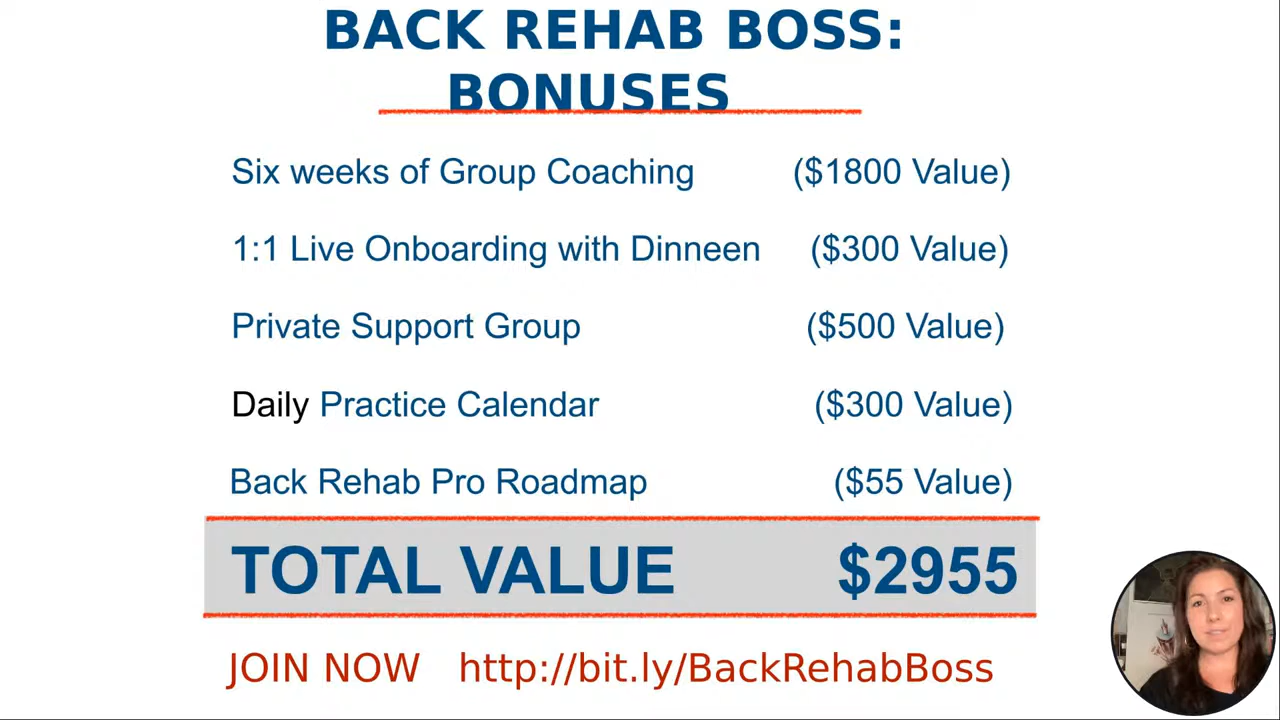 BACK REHAB BOSS:
BONUSES
Six weeks of Group Coaching ($1800 Value)
1:1 Live Onboarding with Dinneen ($300 Value)
Private Support Group ($500 Value)
Daily Practice Calendar ($300 Value)
Back Rehab Pro Roadmap ($55 Value)
TOTAL VALUE $2955
JOIN NOW http://bit.ly/BackRehabBoss